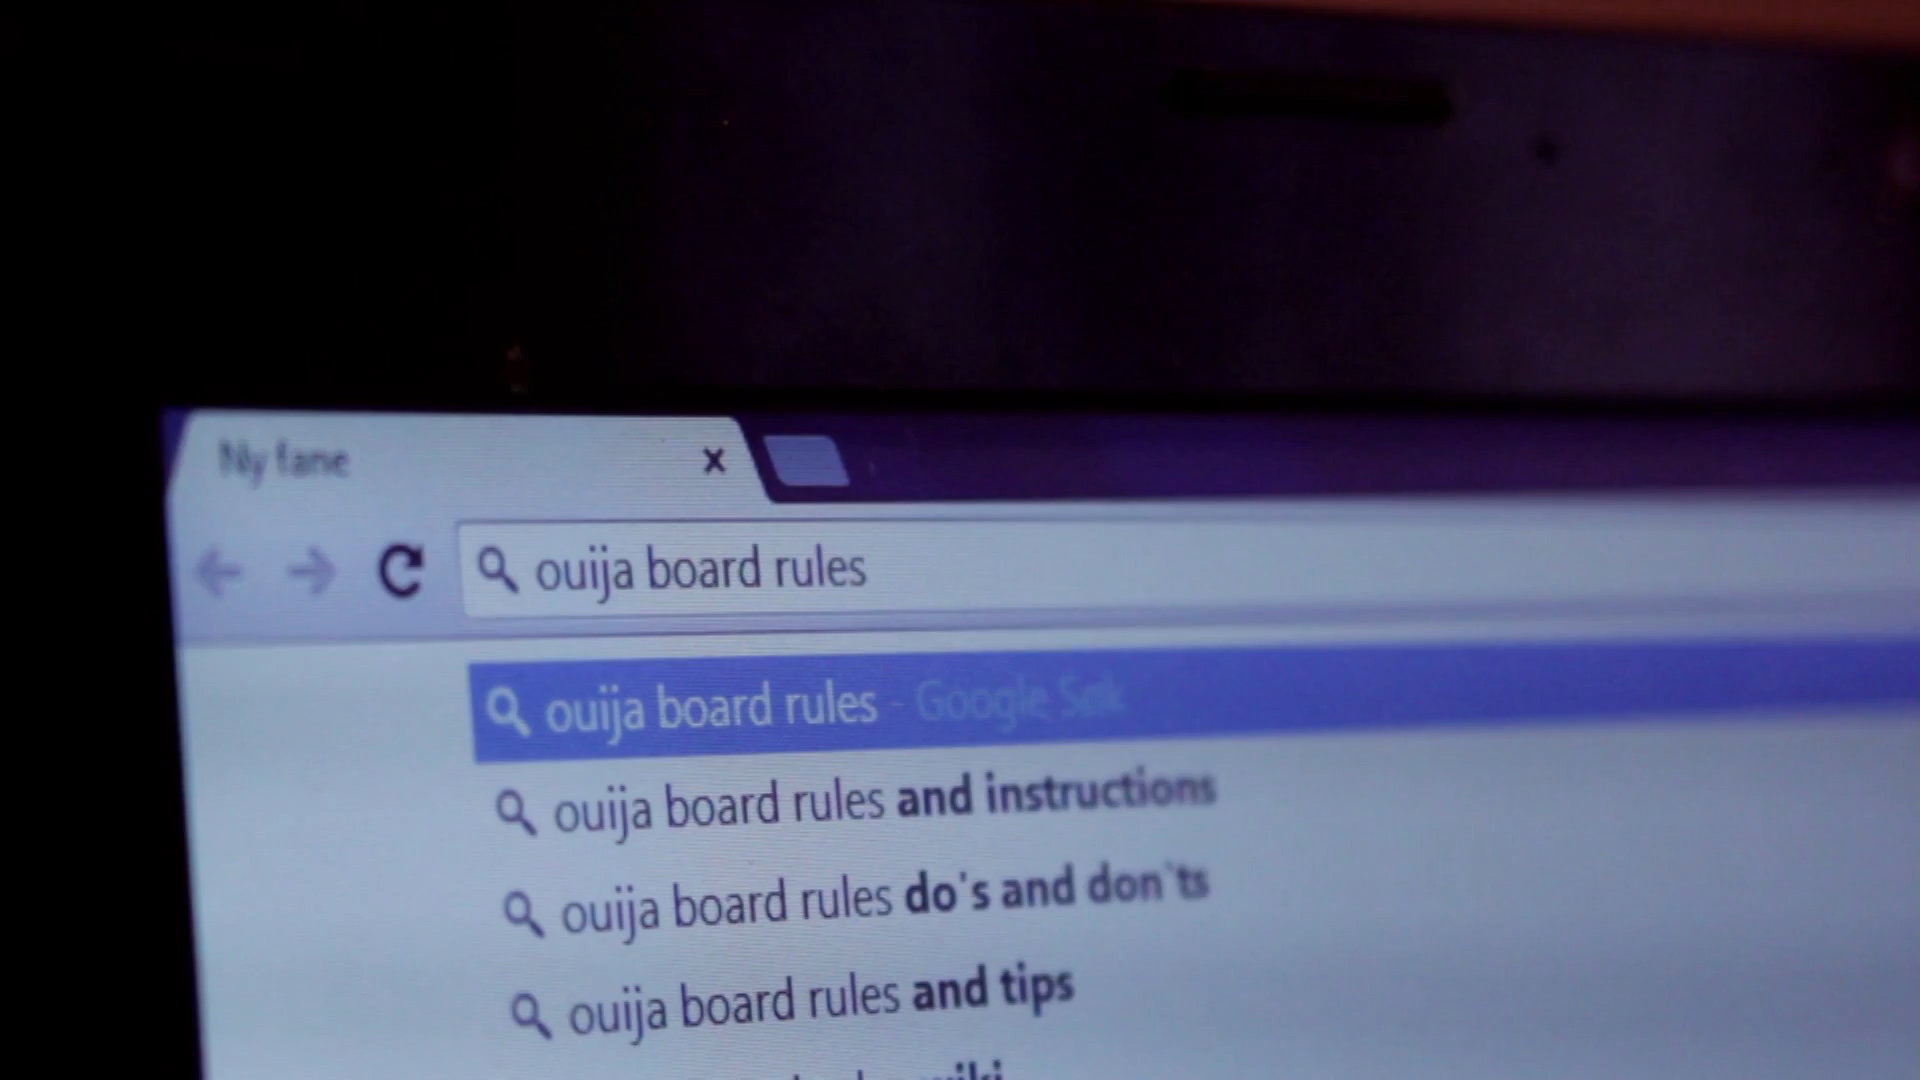 Ny fane
ouija board rules
ouija board rules - Google Søk
ouija board rules and instructions
ouija board rules do's and don'ts
ouija board rules and tips
wiki